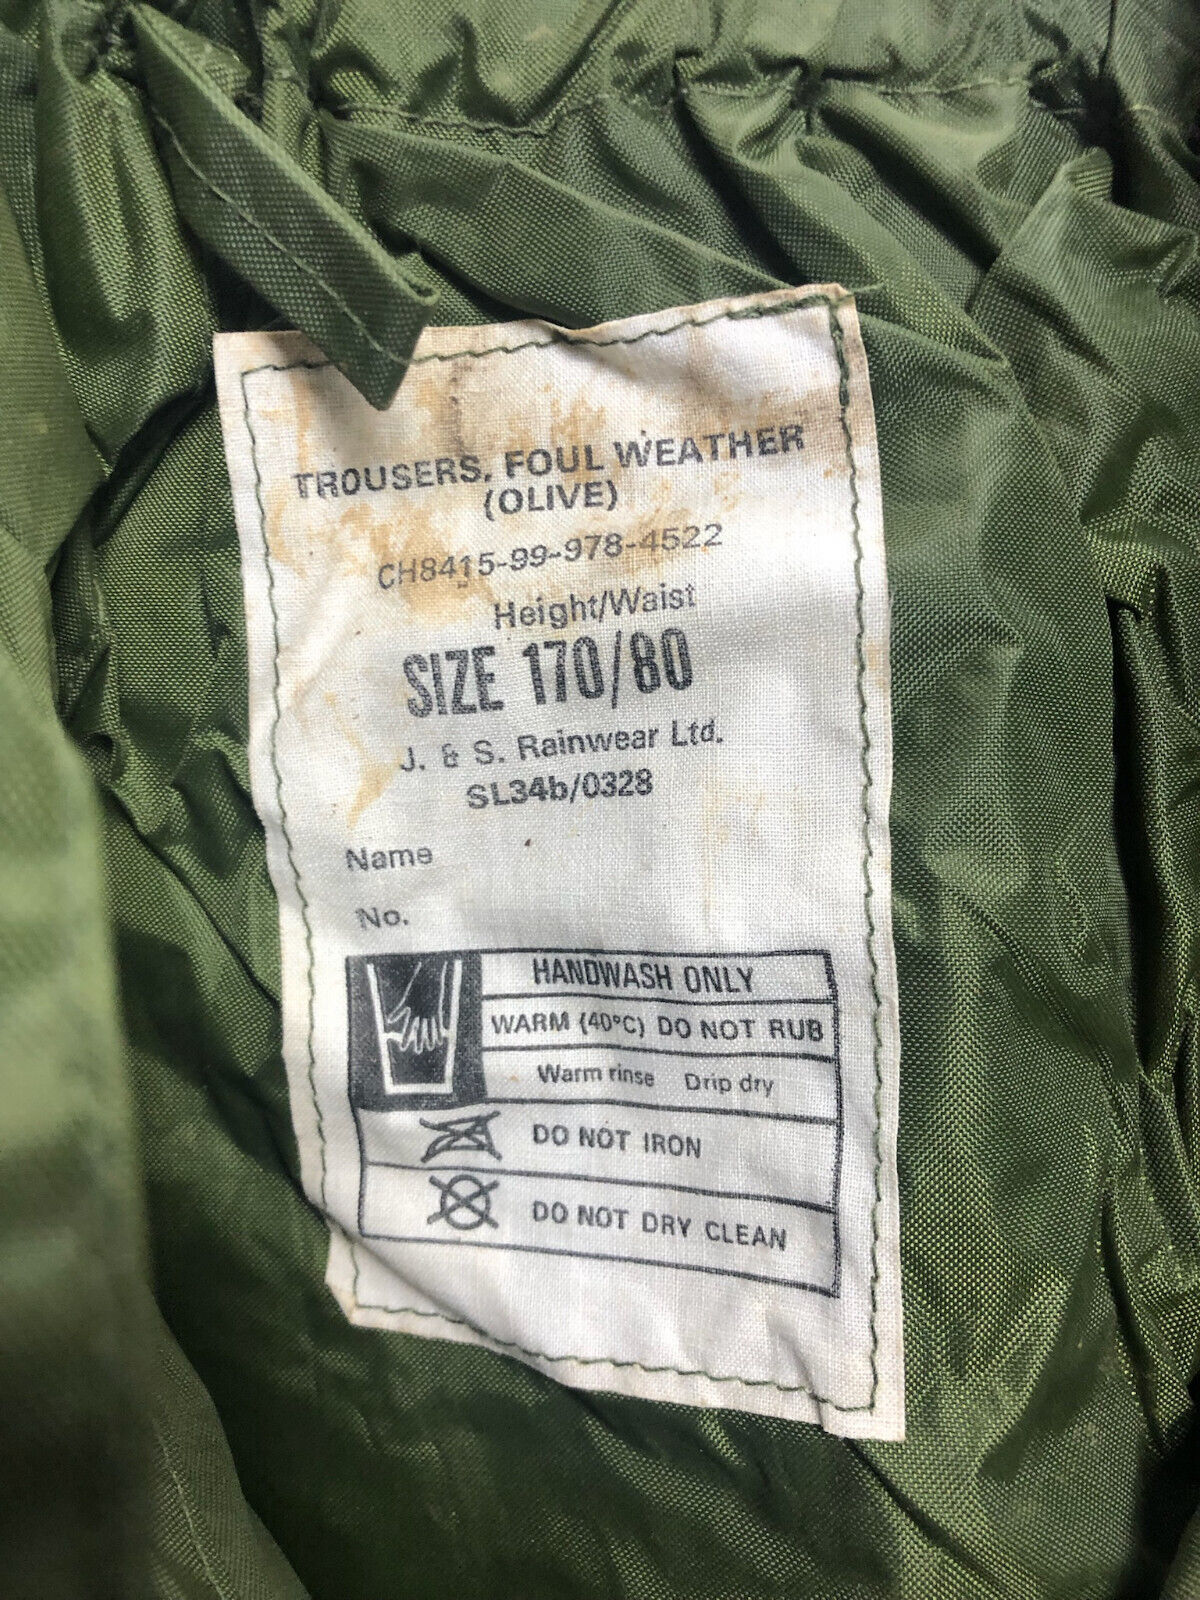 TROUSERS, FOUL WEATHER
(OLIVE)
CH8415-99-978-4522
Height/Waist
SIZE 170/80
J. & S. Rainwear Ltd.
SL34b/0328
Name
No.
HANDWASH ONLY
WARM (40°C) DO NOT RUB
Warm rinse Drip dry
DO NOT IRON
DO NOT DRY CLEAN